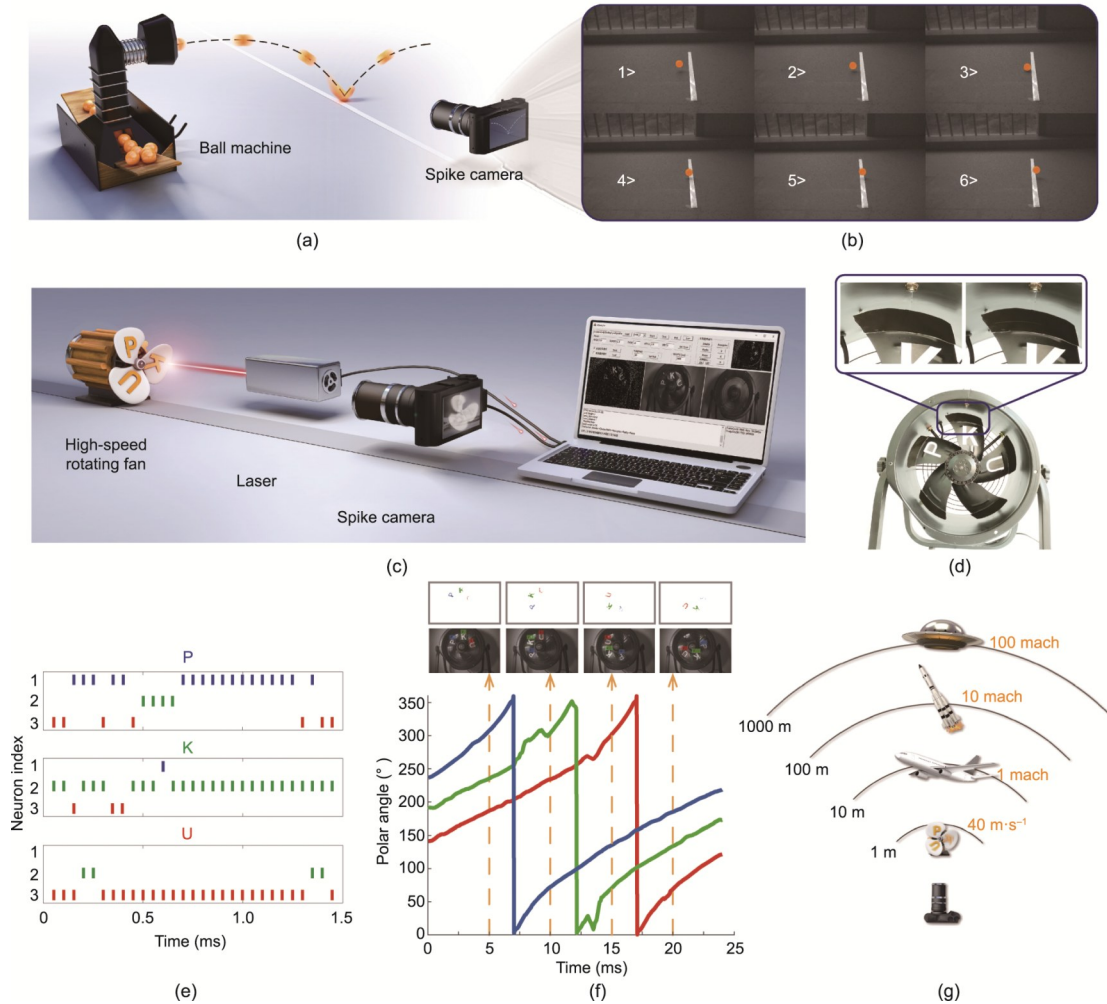 Ball machine
Spike camera
1>
2>
3>
4>
5>
6>
(a)
(b)
P
K
U
High-speed
rotating fan
Laser
Spike camera
(c)
K
K
P
U
(d)
P
1
2
3
K
1
2
3
U
1
2
3
Neuron index
0
0.5
1.0
1.5
Time (ms)
(e)
350
300
250
200
150
100
50
0
Polar angle (°)
0
5
10
15
20
25
Time (ms)
(f)
100 mach
1000 m
10 mach
100 m
1 mach
10 m
40 m·s⁻¹
1 m
P
U
(g)